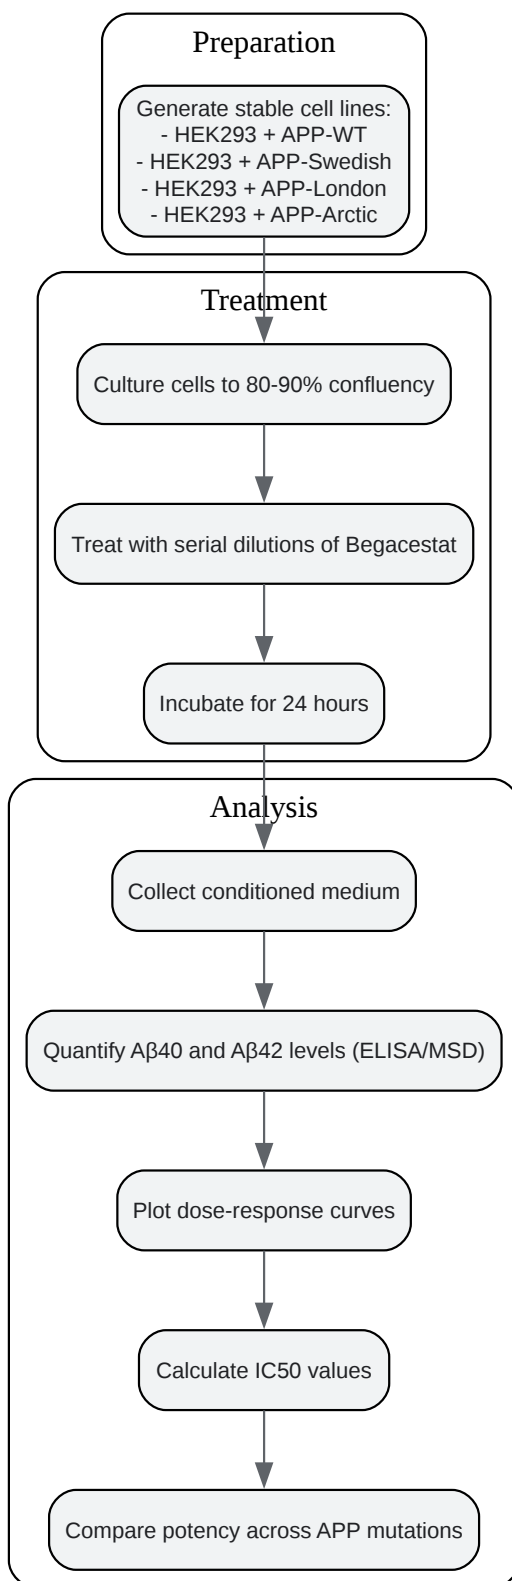 Preparation
Generate stable cell lines:
- HEK293 + APP-WT
- HEK293 + APP-Swedish
- HEK293 + APP-London
- HEK293 + APP-Arctic
Treatment
Culture cells to 80-90% confluency
Treat with serial dilutions of Begacestat
Incubate for 24 hours
Analysis
Collect conditioned medium
Quantify Aβ40 and Aβ42 levels (ELISA/MSD)
Plot dose-response curves
Calculate IC50 values
Compare potency across APP mutations